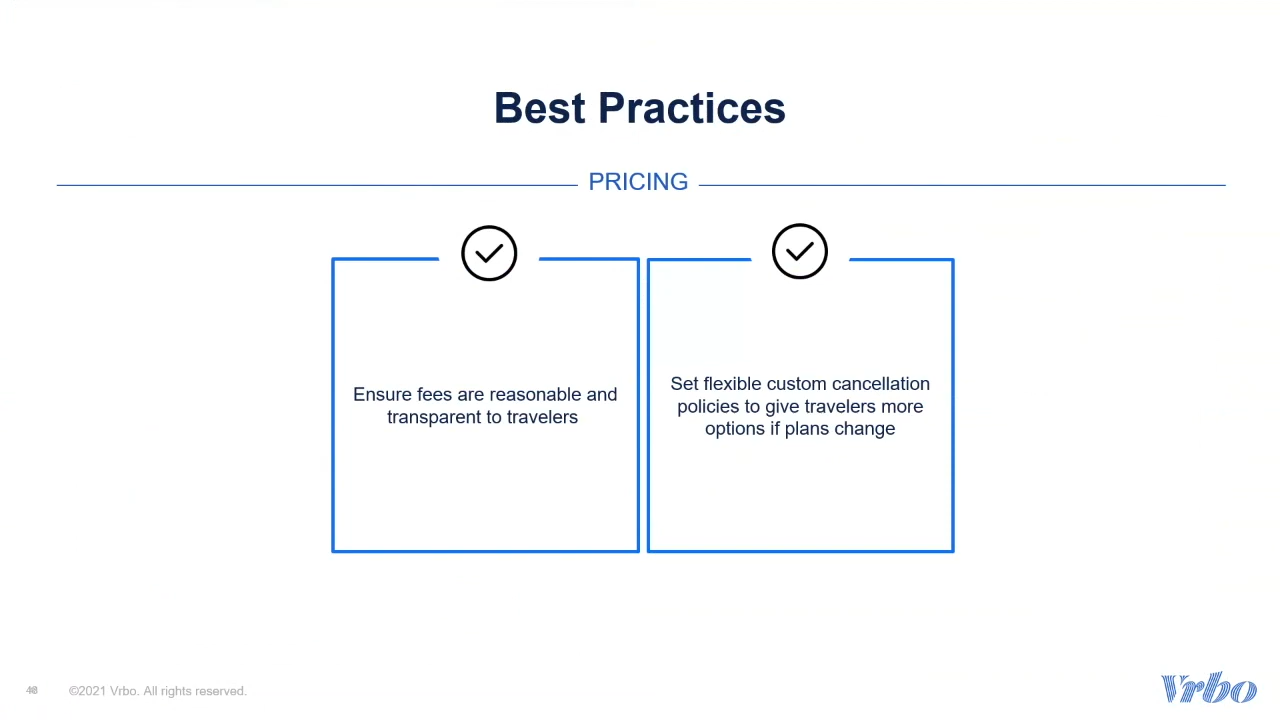 Best Practices
PRICING
Ensure fees are reasonable and
transparent to travelers
Set flexible custom cancellation
policies to give travelers more
options if plans change
©2021 Vrbo. All rights reserved.
Vrbo